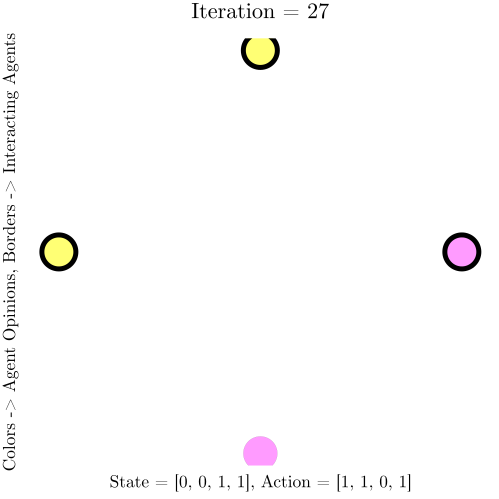 Iteration = 27
Colors -> Agent Opinions, Borders -> Interacting Agents
State = [0, 0, 1, 1], Action = [1, 1, 0, 1]